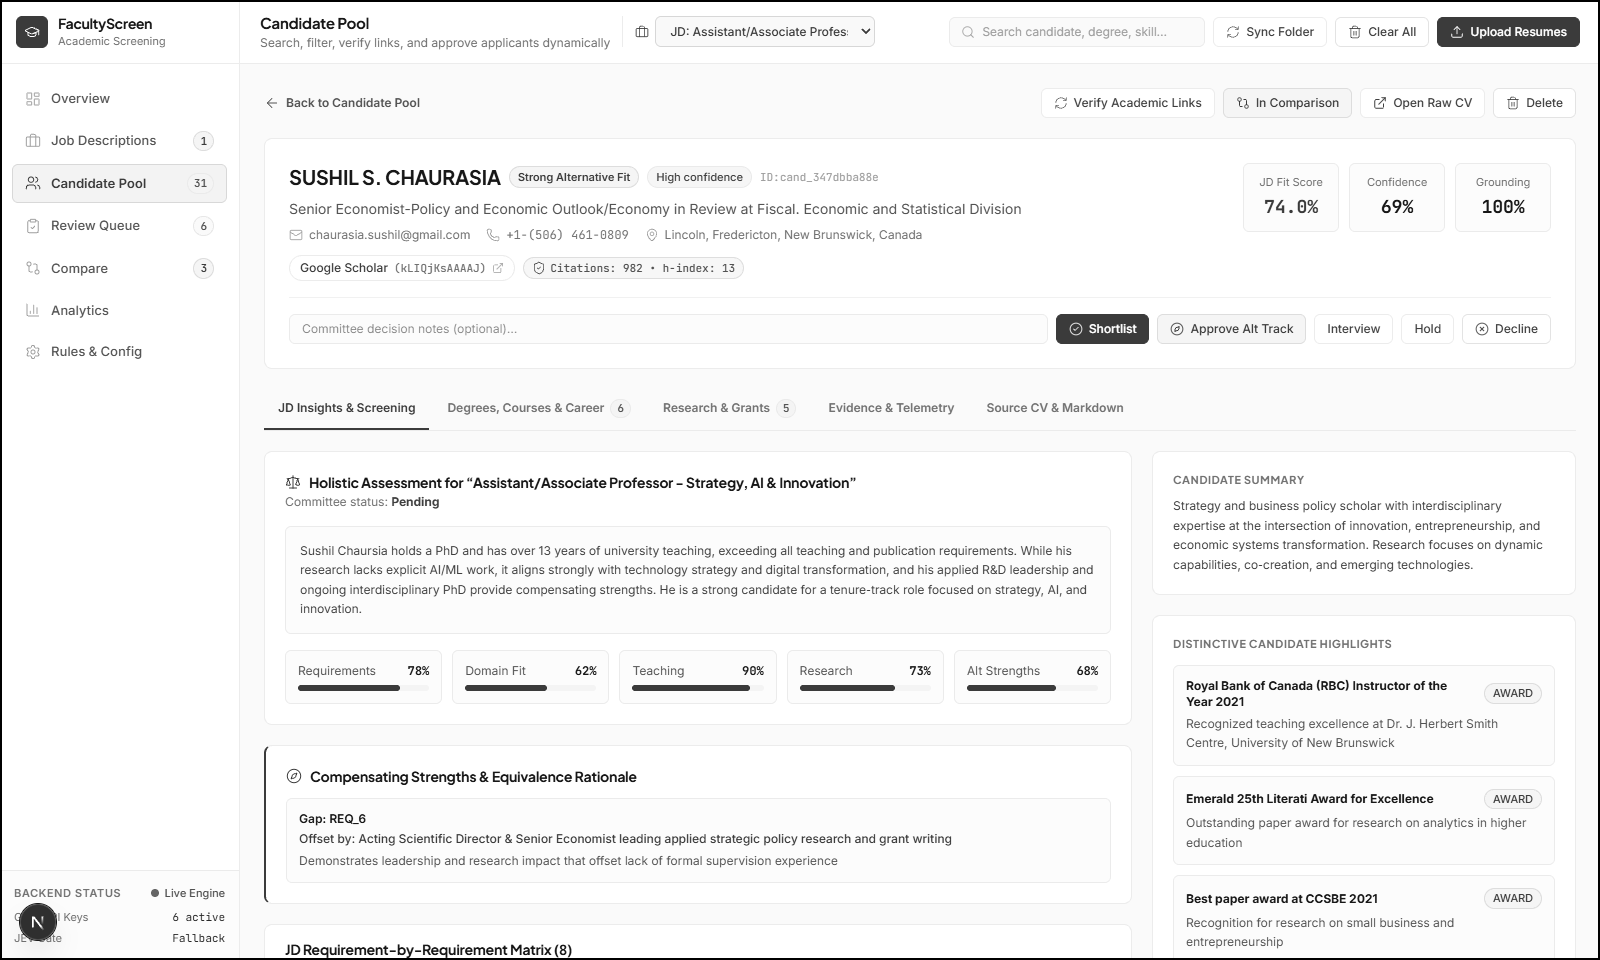 FacultyScreen
Academic Screening
Candidate Pool
Search, filter, verify links, and approve applicants dynamically
JD: Assistant/Associate Profes
Search candidate, degree, skill...
Sync Folder
Clear All
Upload Resumes
Overview
Job Descriptions 1
Candidate Pool 31
Review Queue 6
Compare 3
Analytics
Rules & Config
BACKEND STATUS Live Engine
Keys 6 active
Fallback
N
Back to Candidate Pool
Verify Academic Links
In Comparison
Open Raw CV
Delete
SUSHIL S. CHAURASIA Strong Alternative Fit High confidence ID:cand_347dbba88e
Senior Economist-Policy and Economic Outlook/Economy in Review at Fiscal. Economic and Statistical Division
chaurasia.sushil@gmail.com +1-(506) 461-0809 Lincoln, Fredericton, New Brunswick, Canada
Google Scholar (kLIQjKsAAAAJ) Citations: 982 • h-index: 13
JD Fit Score
74.0%
Confidence
69%
Grounding
100%
Committee decision notes (optional)...
Shortlist
Approve Alt Track
Interview
Hold
Decline
JD Insights & Screening
Degrees, Courses & Career 6
Research & Grants 5
Evidence & Telemetry
Source CV & Markdown
Holistic Assessment for “Assistant/Associate Professor – Strategy, AI & Innovation”
Committee status: Pending
Sushil Chaursia holds a PhD and has over 13 years of university teaching, exceeding all teaching and publication requirements. While his
research lacks explicit AI/ML work, it aligns strongly with technology strategy and digital transformation, and his applied R&D leadership and
ongoing interdisciplinary PhD provide compensating strengths. He is a strong candidate for a tenure-track role focused on strategy, AI, and
innovation.
Requirements 78%
Domain Fit 62%
Teaching 90%
Research 73%
Alt Strengths 68%
Compensating Strengths & Equivalence Rationale
Gap: REQ_6
Offset by: Acting Scientific Director & Senior Economist leading applied strategic policy research and grant writing
Demonstrates leadership and research impact that offset lack of formal supervision experience
JD Requirement-by-Requirement Matrix (8)
CANDIDATE SUMMARY
Strategy and business policy scholar with interdisciplinary
expertise at the intersection of innovation, entrepreneurship, and
economic systems transformation. Research focuses on dynamic
capabilities, co-creation, and emerging technologies.
DISTINCTIVE CANDIDATE HIGHLIGHTS
Royal Bank of Canada (RBC) Instructor of the
Year 2021
AWARD
Recognized teaching excellence at Dr. J. Herbert Smith
Centre, University of New Brunswick
Emerald 25th Literati Award for Excellence AWARD
Outstanding paper award for research on analytics in higher
education
Best paper award at CCSBE 2021 AWARD
Recognition for research on small business and
entrepreneurship